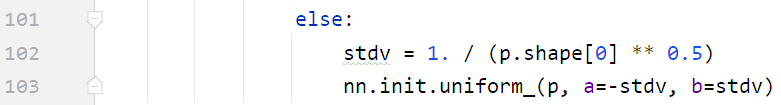 101 else:
102 stdv = 1. / (p.shape[0] ** 0.5)
103 nn.init.uniform_(p, a=-stdv, b=stdv)